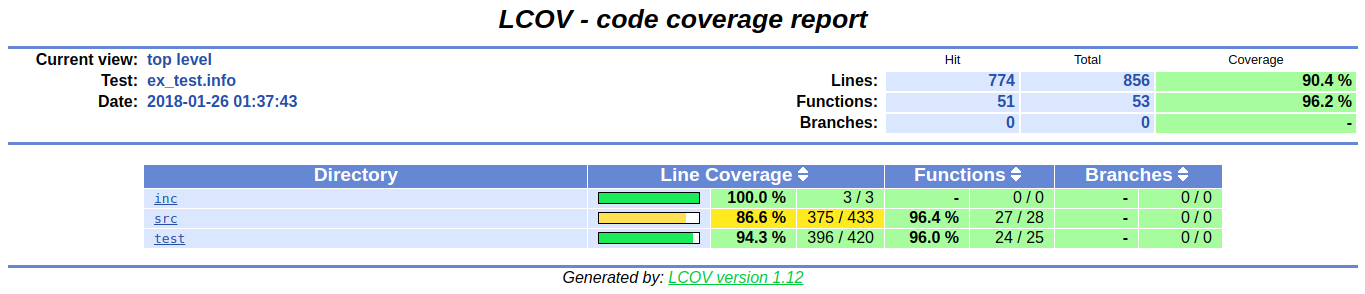 LCOV - code coverage report
Current view: top level Hit Total Coverage
Test: ex_test.info Lines: 774 856 90.4 %
Date: 2018-01-26 01:37:43 Functions: 51 53 96.2 %
Branches: 0 0 -
Directory Line Coverage Functions Branches
inc 100.0 % 3 / 3 - 0 / 0 - 0 / 0
src 86.6 % 375 / 433 96.4 % 27 / 28 - 0 / 0
test 94.3 % 396 / 420 96.0 % 24 / 25 - 0 / 0
Generated by: LCOV version 1.12